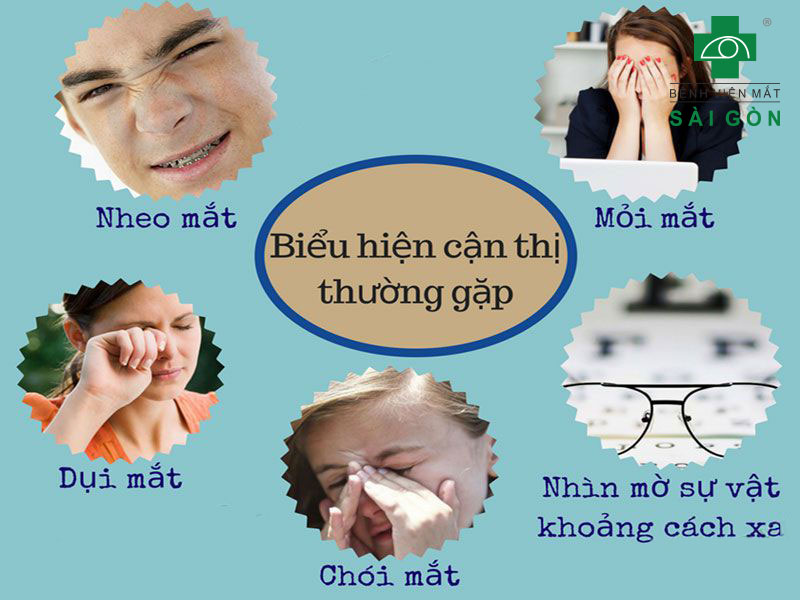 ®
BỆNH VIỆN MẮT
SÀI GÒN
Nheo mắt
Mỏi mắt
Biểu hiện cận thị
thường gặp
Dụi mắt
Nhìn mờ sự vật
khoảng cách xa
Chói mắt